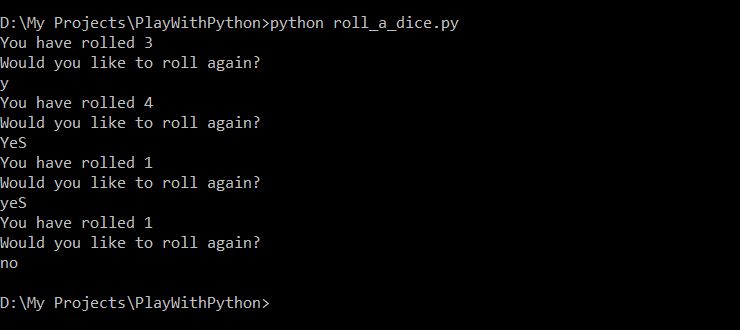 D:\My Projects\PlayWithPython>python roll_a_dice.py
You have rolled 3
Would you like to roll again?
y
You have rolled 4
Would you like to roll again?
YeS
You have rolled 1
Would you like to roll again?
yeS
You have rolled 1
Would you like to roll again?
no
D:\My Projects\PlayWithPython>